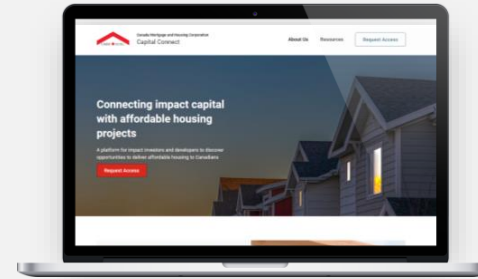 Canada Mortgage and Housing Corporation
Capital Connect
About Us
Resources
Request Access
Connecting impact capital
with affordable housing
projects
A platform for impact investors and developers to discover
opportunities to deliver affordable housing to Canadians
Request Access